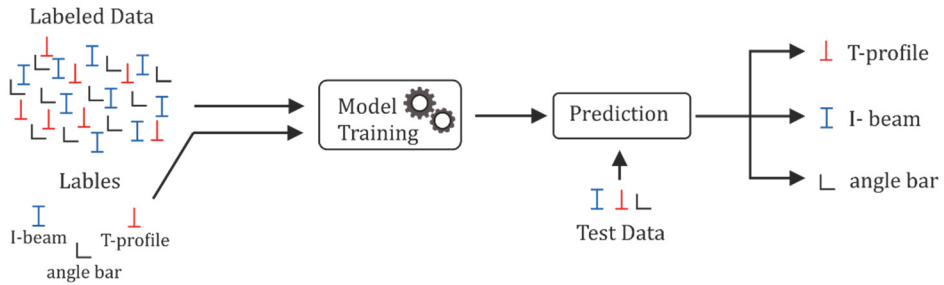 Labeled Data
Model
Training
Prediction
T-profile
I- beam
angle bar
Lables
I-beam
T-profile
angle bar
Test Data